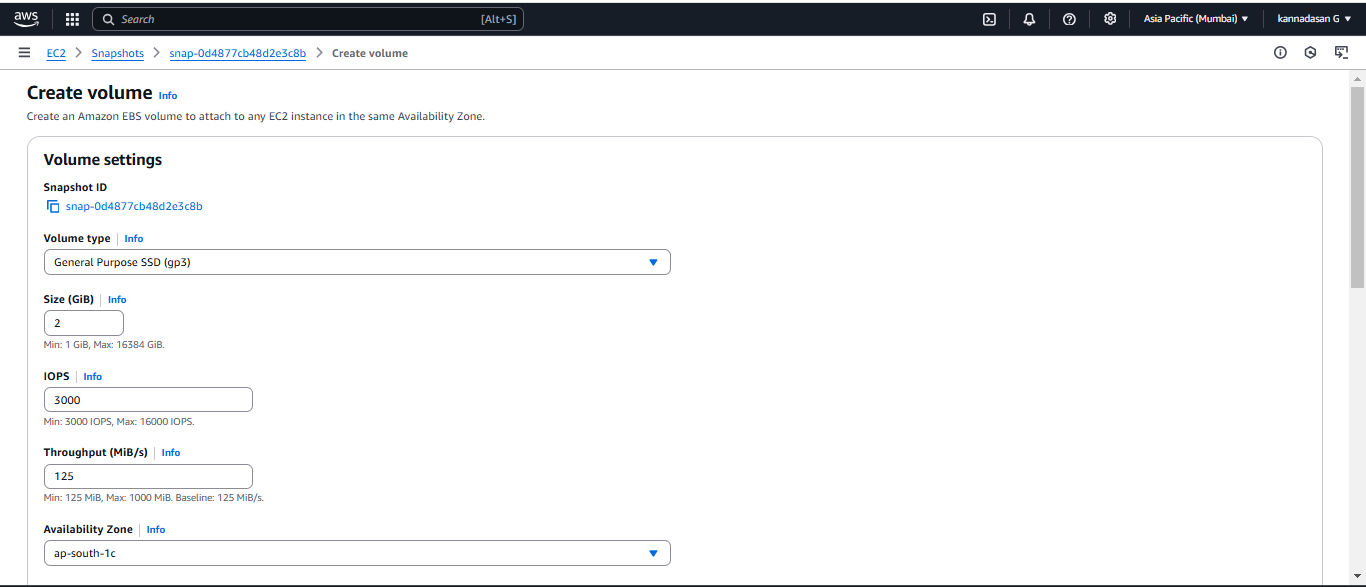 aws Search [Alt+S] Asia Pacific (Mumbai) kannadasan G
EC2 Snapshots snap-0d4877cb48d2e3c8b Create volume
Create volume Info
Create an Amazon EBS volume to attach to any EC2 instance in the same Availability Zone.
Volume settings
Snapshot ID
snap-0d4877cb48d2e3c8b
Volume type Info
General Purpose SSD (gp3)
Size (GiB) Info
2
Min: 1 GiB, Max: 16384 GiB.
IOPS Info
3000
Min: 3000 IOPS, Max: 16000 IOPS.
Throughput (MiB/s) Info
125
Min: 125 MiB, Max: 1000 MiB. Baseline: 125 MiB/s.
Availability Zone Info
ap-south-1c